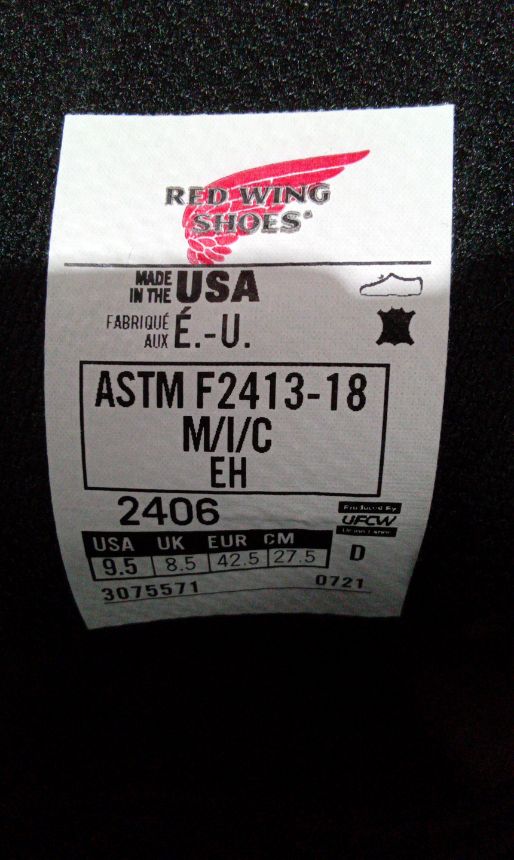 RED WING
SHOES®
MADE
IN THE USA
FABRIQUÉ
AUX É.-U.
ASTM F2413-18
M/I/C
EH
2406
Produced By
UFCW
USA UK EUR CM
9.5 8.5 42.5 27.5 D
3075571 0721